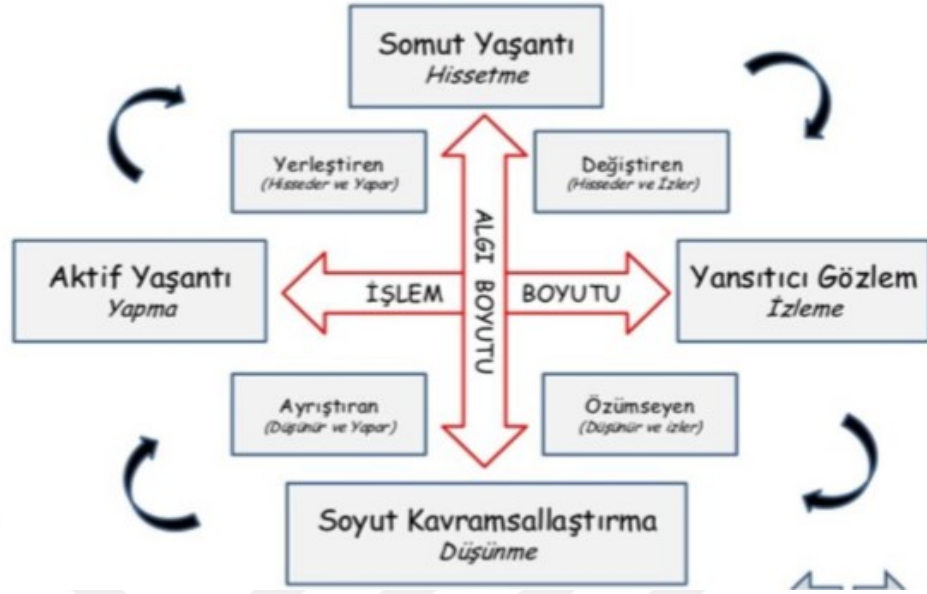 Somut Yaşantı
Hissetme
Yerleştiren
(Hisseder ve Yapar)
Değiştiren
(Hisseder ve İzler)
ALGI BOYUTU
Aktif Yaşantı
Yapma
İŞLEM BOYUTU
Yansıtıcı Gözlem
İzleme
Ayrıştıran
(Düşünür ve Yapar)
Özümseyen
(Düşünür ve izler)
Soyut Kavramsallaştırma
Düşünme